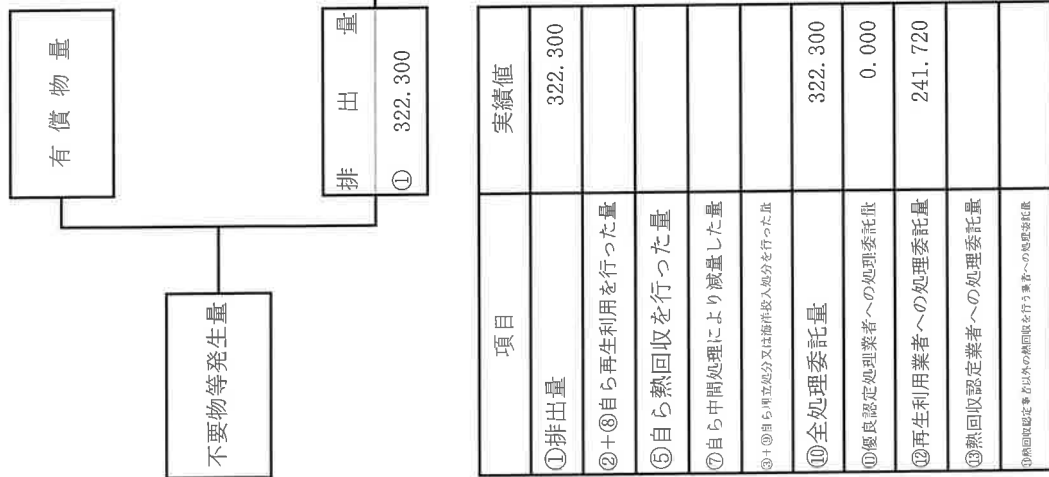 有償物量
排出量
① 322.300
不要物等発生量
項目 実績値
①排出量 322.300
②+⑧自ら再生利用を行った量
⑤自ら熱回収を行った量
⑦自ら中間処理により減量した量
③+⑨自ら埋立処分又は海洋投入処分を行った量
⑩全処理委託量 322.300
⑪優良認定処理業者への処理委託量 0.000
⑫再生利用業者への処理委託量 241.720
⑬熱回収認定業者への処理委託量
⑭熱回収認定業者以外の熱回収を行う業者への処理委託量